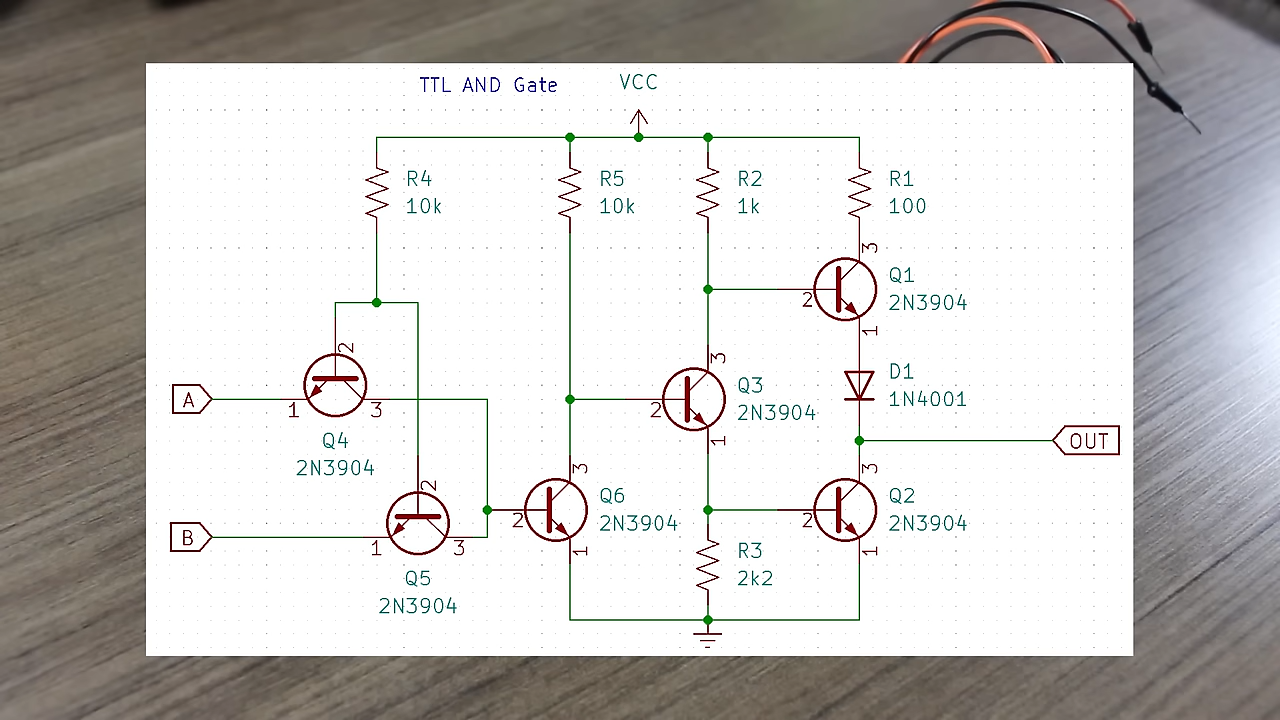 TTL AND Gate
VCC
R4
10k
R5
10k
R2
1k
R1
100
3
2
Q1
2N3904
1
2
3
D1
1N4001
A
1
3
2
Q3
2N3904
Q4
2N3904
1
OUT
2
3
3
Q6
2N3904
2
Q2
2N3904
2
B
1
3
1
1
R3
2k2
Q5
2N3904